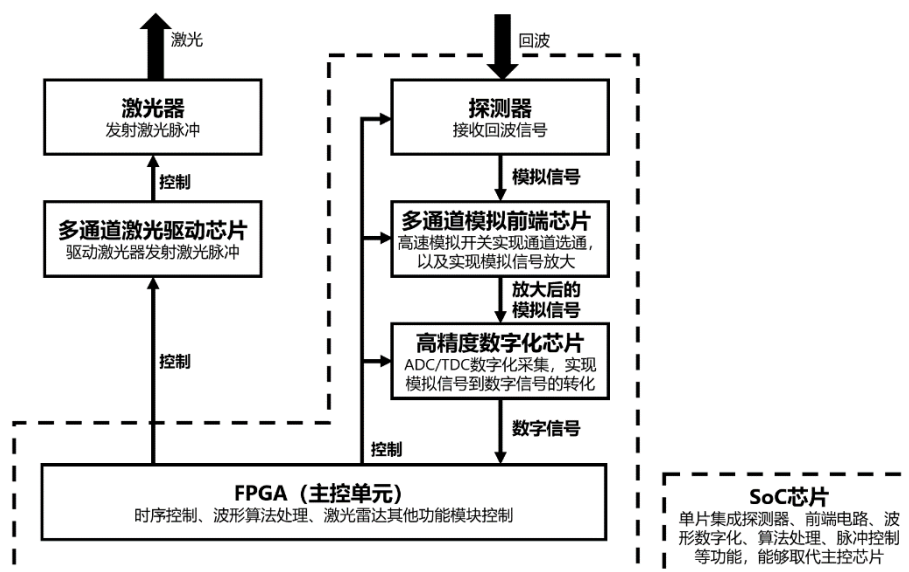 激光
回波
激光器
发射激光脉冲
探测器
接收回波信号
控制
模拟信号
多通道激光驱动芯片
驱动激光器发射激光脉冲
多通道模拟前端芯片
高速模拟开关实现通道选通，
以及实现模拟信号放大
放大后的
模拟信号
控制
高精度数字化芯片
ADC/TDC数字化采集，实现
模拟信号到数字信号的转化
控制
数字信号
FPGA（主控单元）
时序控制、波形算法处理、激光雷达其他功能模块控制
SoC芯片
单片集成探测器、前端电路、波
形数字化、算法处理、脉冲控制
等功能，能够取代主控芯片